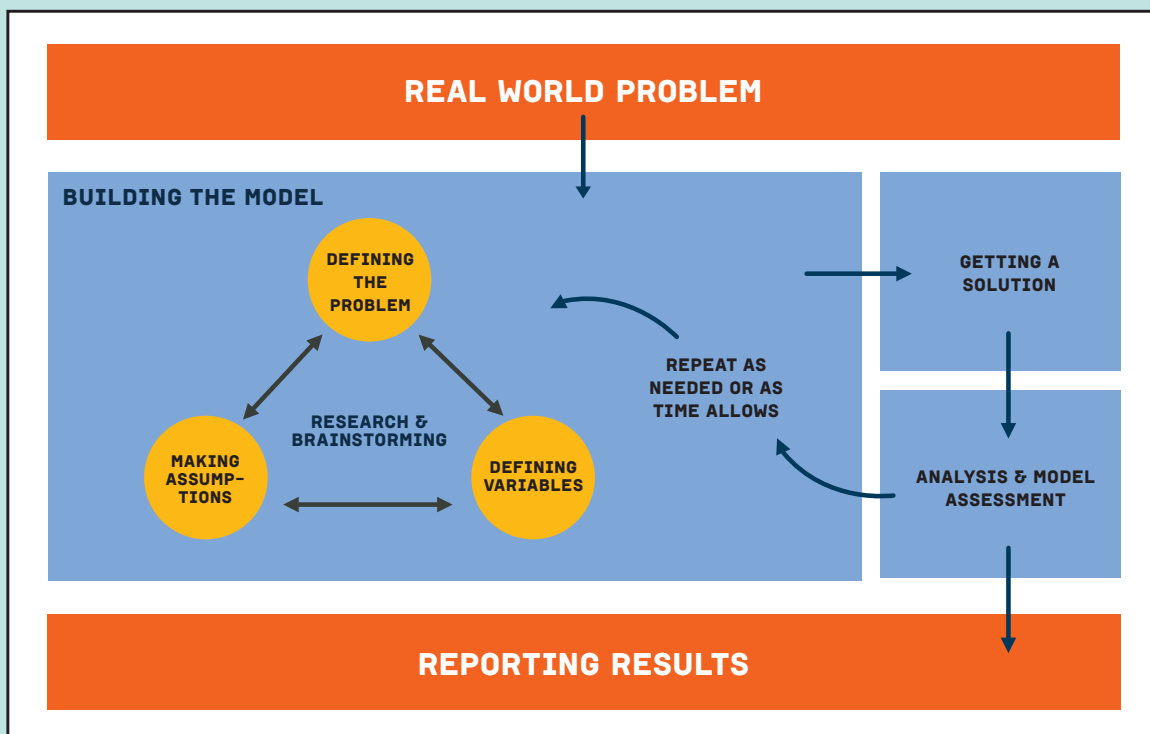 REAL WORLD PROBLEM
BUILDING THE MODEL
DEFINING
THE
PROBLEM
RESEARCH &
BRAINSTORMING
MAKING
ASSUMP-
TIONS
DEFINING
VARIABLES
REPEAT AS
NEEDED OR AS
TIME ALLOWS
GETTING A
SOLUTION
ANALYSIS & MODEL
ASSESSMENT
REPORTING RESULTS